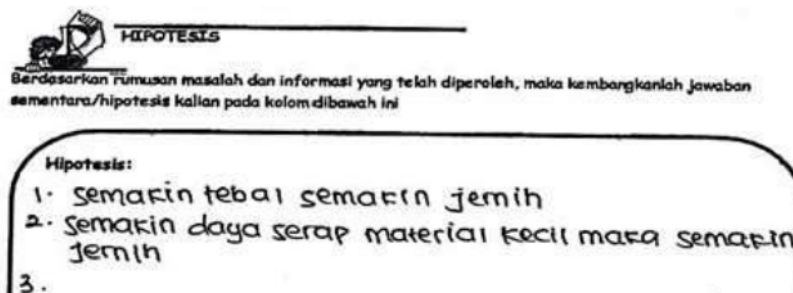 HIPOTESIS
Berdasarkan rumusan masalah dan informasi yang telah diperoleh, maka kembangkanlah jawaban
sementara/hipotesis kalian pada kolom dibawah ini
Hipotesis:
1. semakin tebal semakin jernih
2. semakin daya serap material kecil maka semakin
jernih
3.